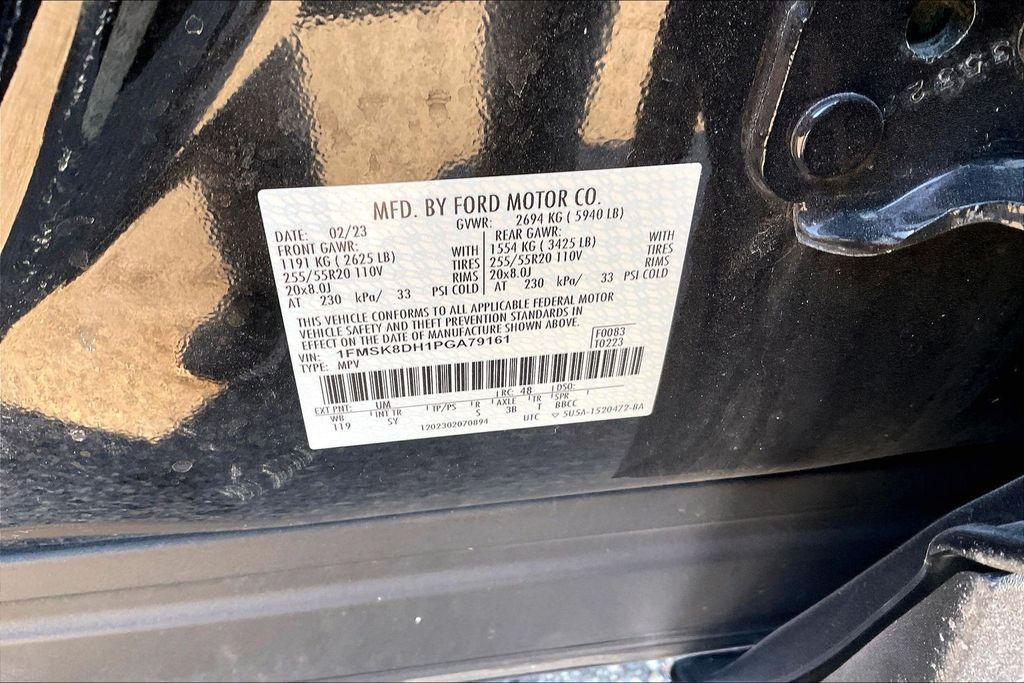 MFD. BY FORD MOTOR CO.
DATE: 02/23 GVWR: 2694 KG ( 5940 LB)
FRONT GAWR: WITH REAR GAWR: WITH
1191 KG ( 2625 LB) TIRES 1554 KG ( 3425 LB) TIRES
255/55R20 110V RIMS 255/55R20 110V RIMS
20x8.0J PSI COLD 20x8.0J PSI COLD
AT 230 kPa/ 33 AT 230 kPa/ 33
THIS VEHICLE CONFORMS TO ALL APPLICABLE FEDERAL MOTOR
VEHICLE SAFETY AND THEFT PREVENTION STANDARDS IN
EFFECT ON THE DATE OF MANUFACTURE SHOWN ABOVE.
VIN: 1FMSK8DH1PGA79161 F0083
TYPE: MPV T0223
EXT PNT: UM RC: 48 DSO:
WB INT TR TP/PS R AXLE TR SPR
119 SY S 3B T BBCC
1202302070894 UTC ▽ 5U5A-1520472-BA